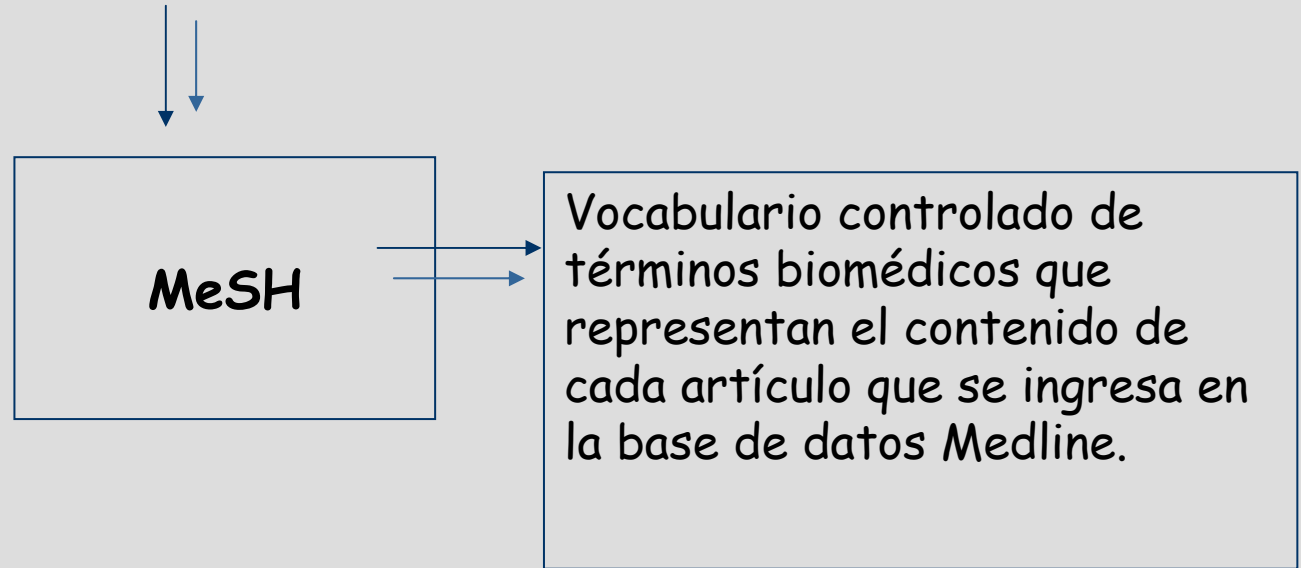 MeSH
Vocabulario controlado de
términos biomédicos que
representan el contenido de
cada artículo que se ingresa en
la base de datos Medline.